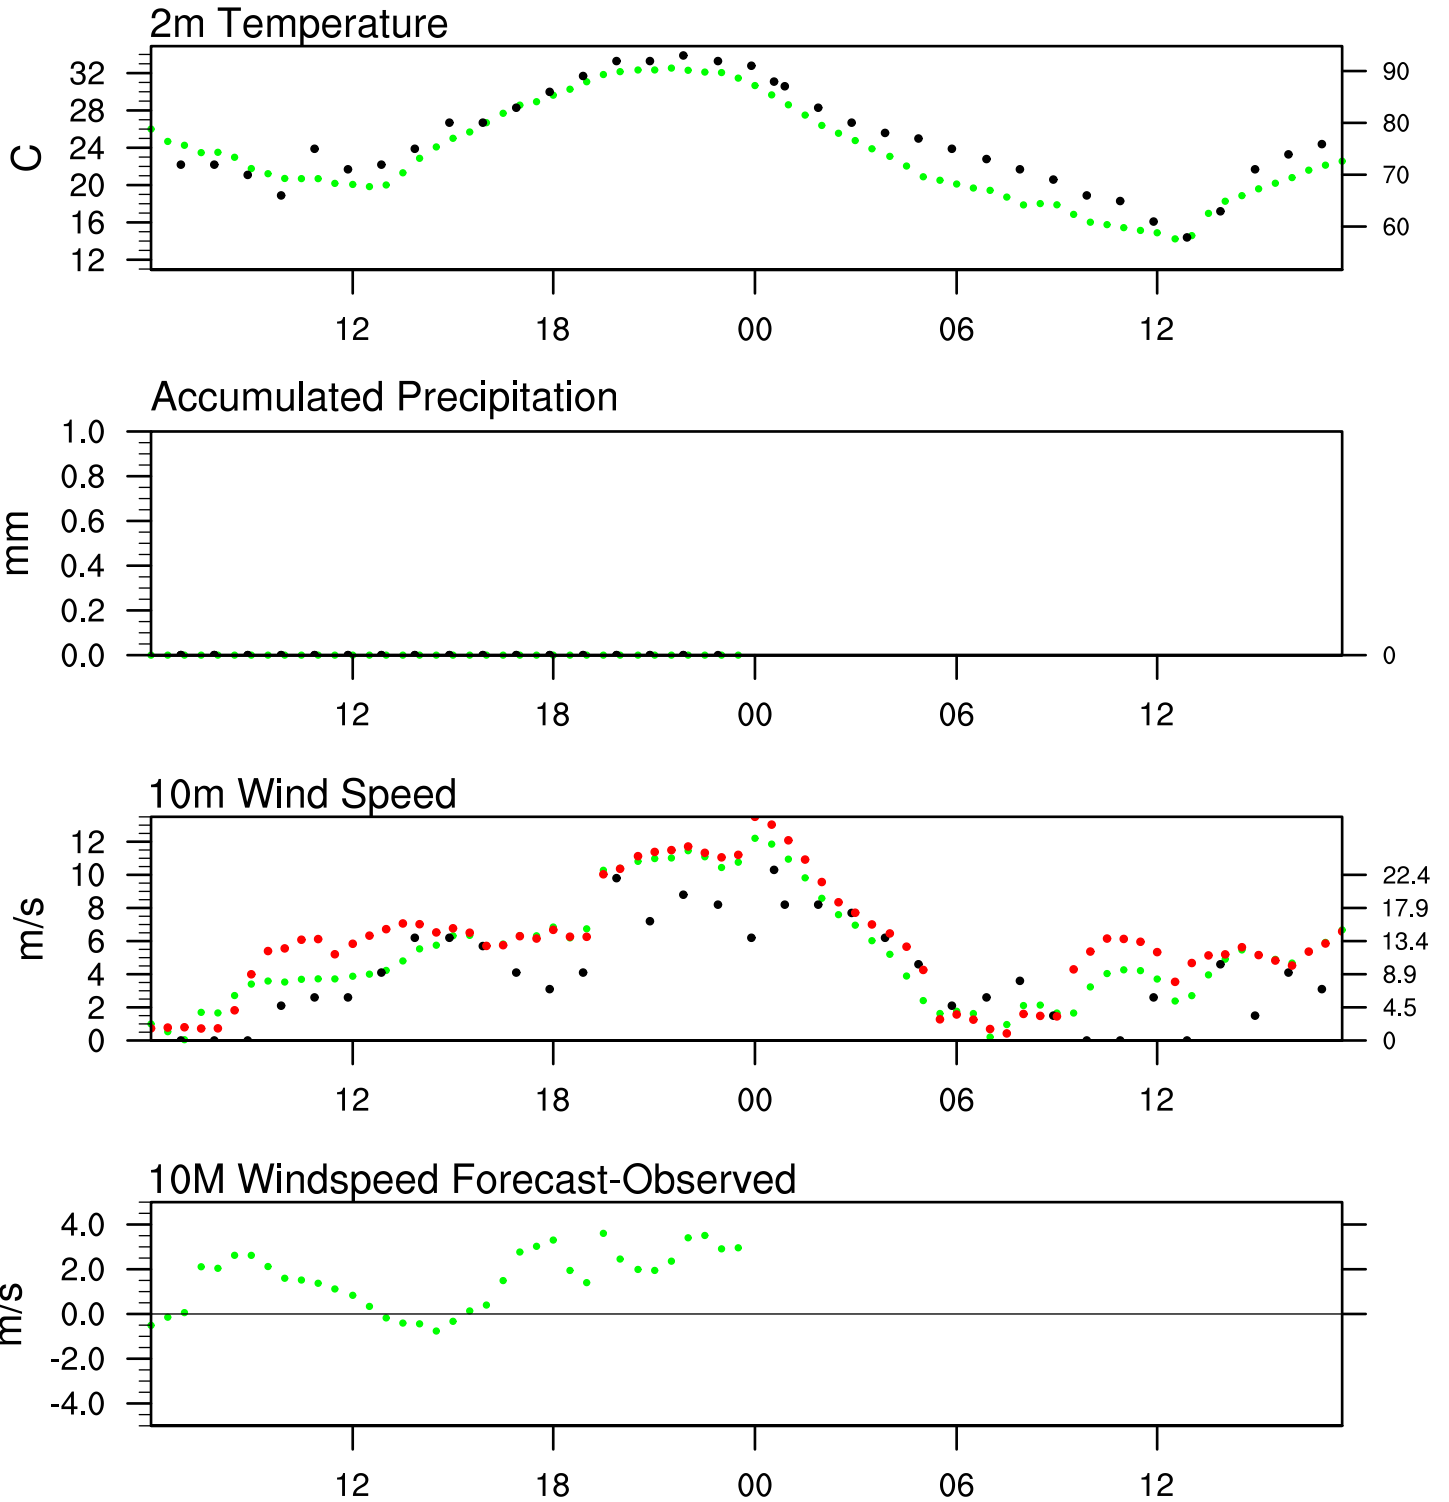 2m Temperature
C
32
28
24
20
16
12
90
80
70
60
12 18 00 06 12
Accumulated Precipitation
mm
1.0
0.8
0.6
0.4
0.2
0.0
0
12 18 00 06 12
10m Wind Speed
m/s
12
10
8
6
4
2
0
22.4
17.9
13.4
8.9
4.5
0
12 18 00 06 12
10M Windspeed Forecast-Observed
m/s
4.0
2.0
0.0
-2.0
-4.0
12 18 00 06 12